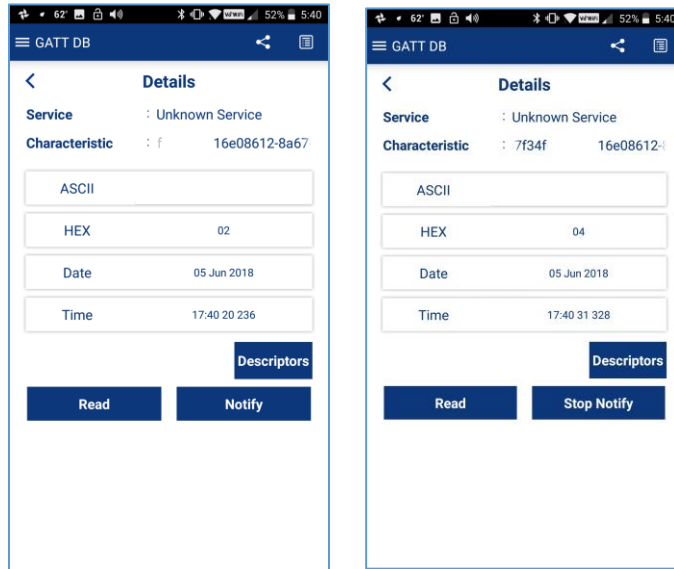 62° 52% 5:40
GATT DB
Details
Service : Unknown Service
Characteristic : f 16e08612-8a67
ASCII
HEX 02
Date 05 Jun 2018
Time 17:40 20 236
Descriptors
Read Notify
62° 52% 5:40
GATT DB
Details
Service : Unknown Service
Characteristic : 7f34f 16e08612-
ASCII
HEX 04
Date 05 Jun 2018
Time 17:40 31 328
Descriptors
Read Stop Notify